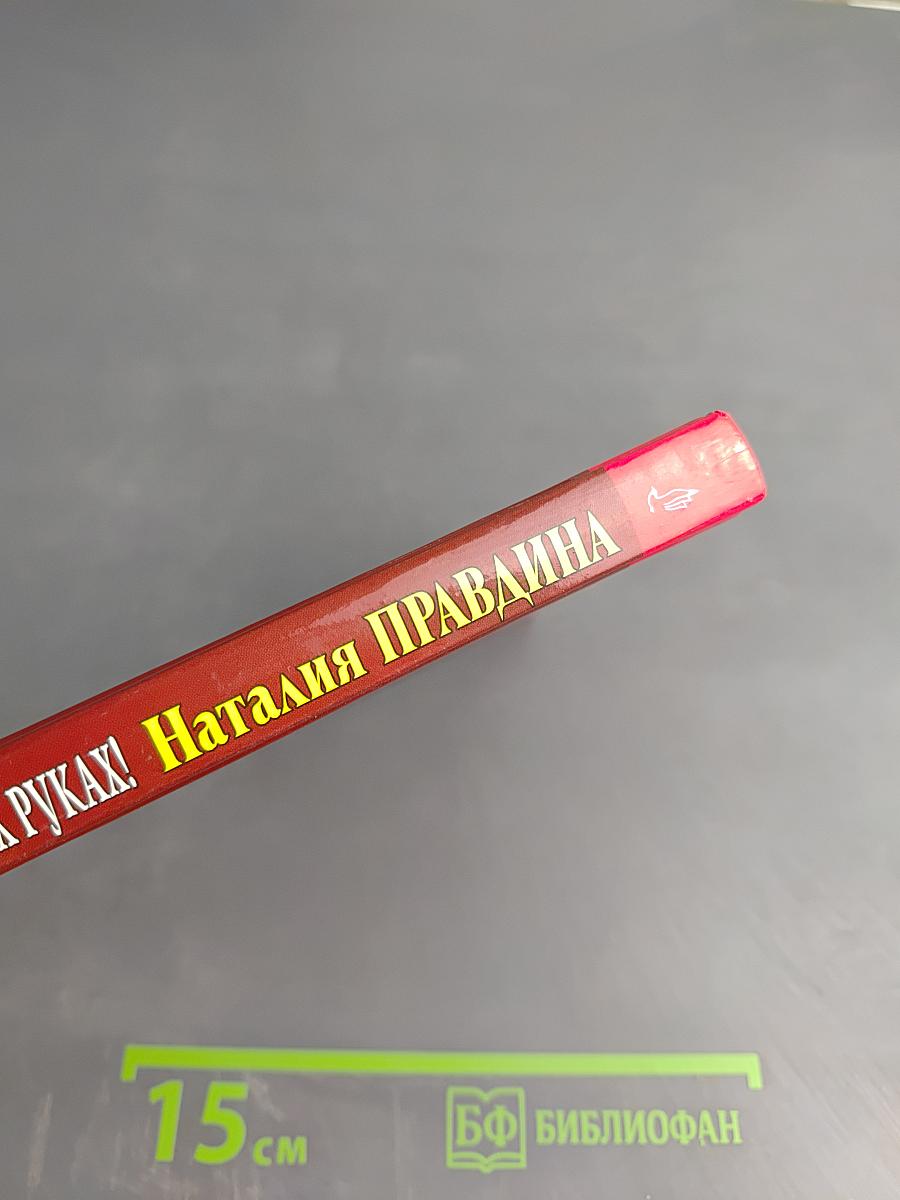 РУКАХ! Наталия ПРАВДИНА
15 см
БФ БИБЛИОФАН